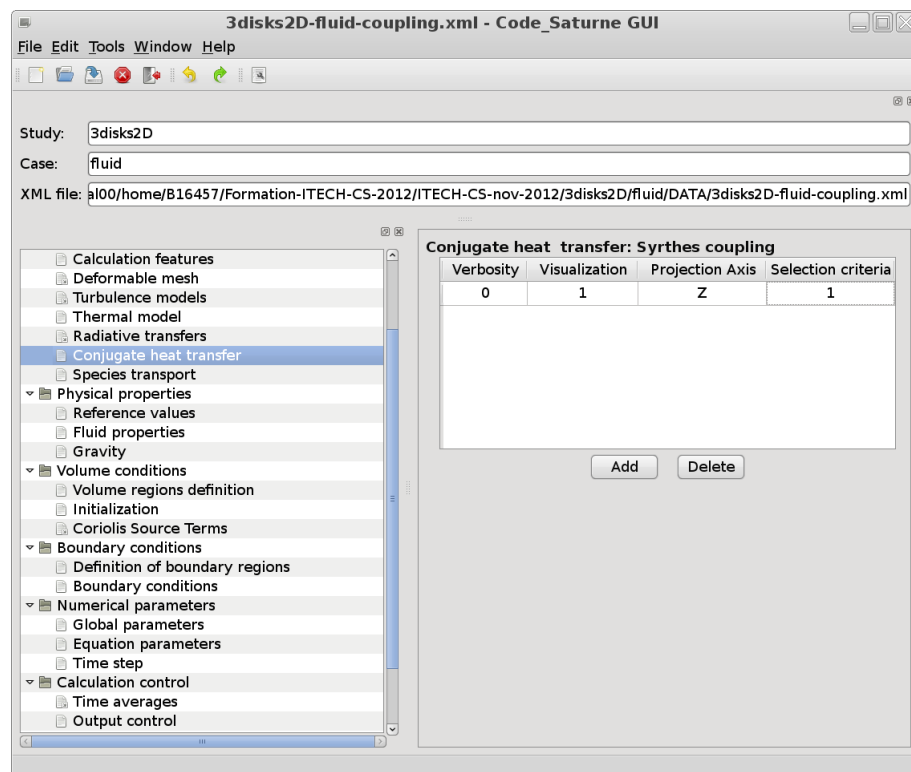 3disks2D-fluid-coupling.xml - Code_Saturne GUI
File Edit Tools Window Help
Study: 3disks2D
Case: fluid
XML file: al00/home/B16457/Formation-ITECH-CS-2012/ITECH-CS-nov-2012/3disks2D/fluid/DATA/3disks2D-fluid-coupling.xml
Calculation features
Deformable mesh
Turbulence models
Thermal model
Radiative transfers
Conjugate heat transfer
Species transport
Physical properties
Reference values
Fluid properties
Gravity
Volume conditions
Volume regions definition
Initialization
Coriolis Source Terms
Boundary conditions
Definition of boundary regions
Boundary conditions
Numerical parameters
Global parameters
Equation parameters
Time step
Calculation control
Time averages
Output control
Conjugate heat transfer: Syrthes coupling
Verbosity Visualization Projection Axis Selection criteria
0 1 Z 1
Add Delete